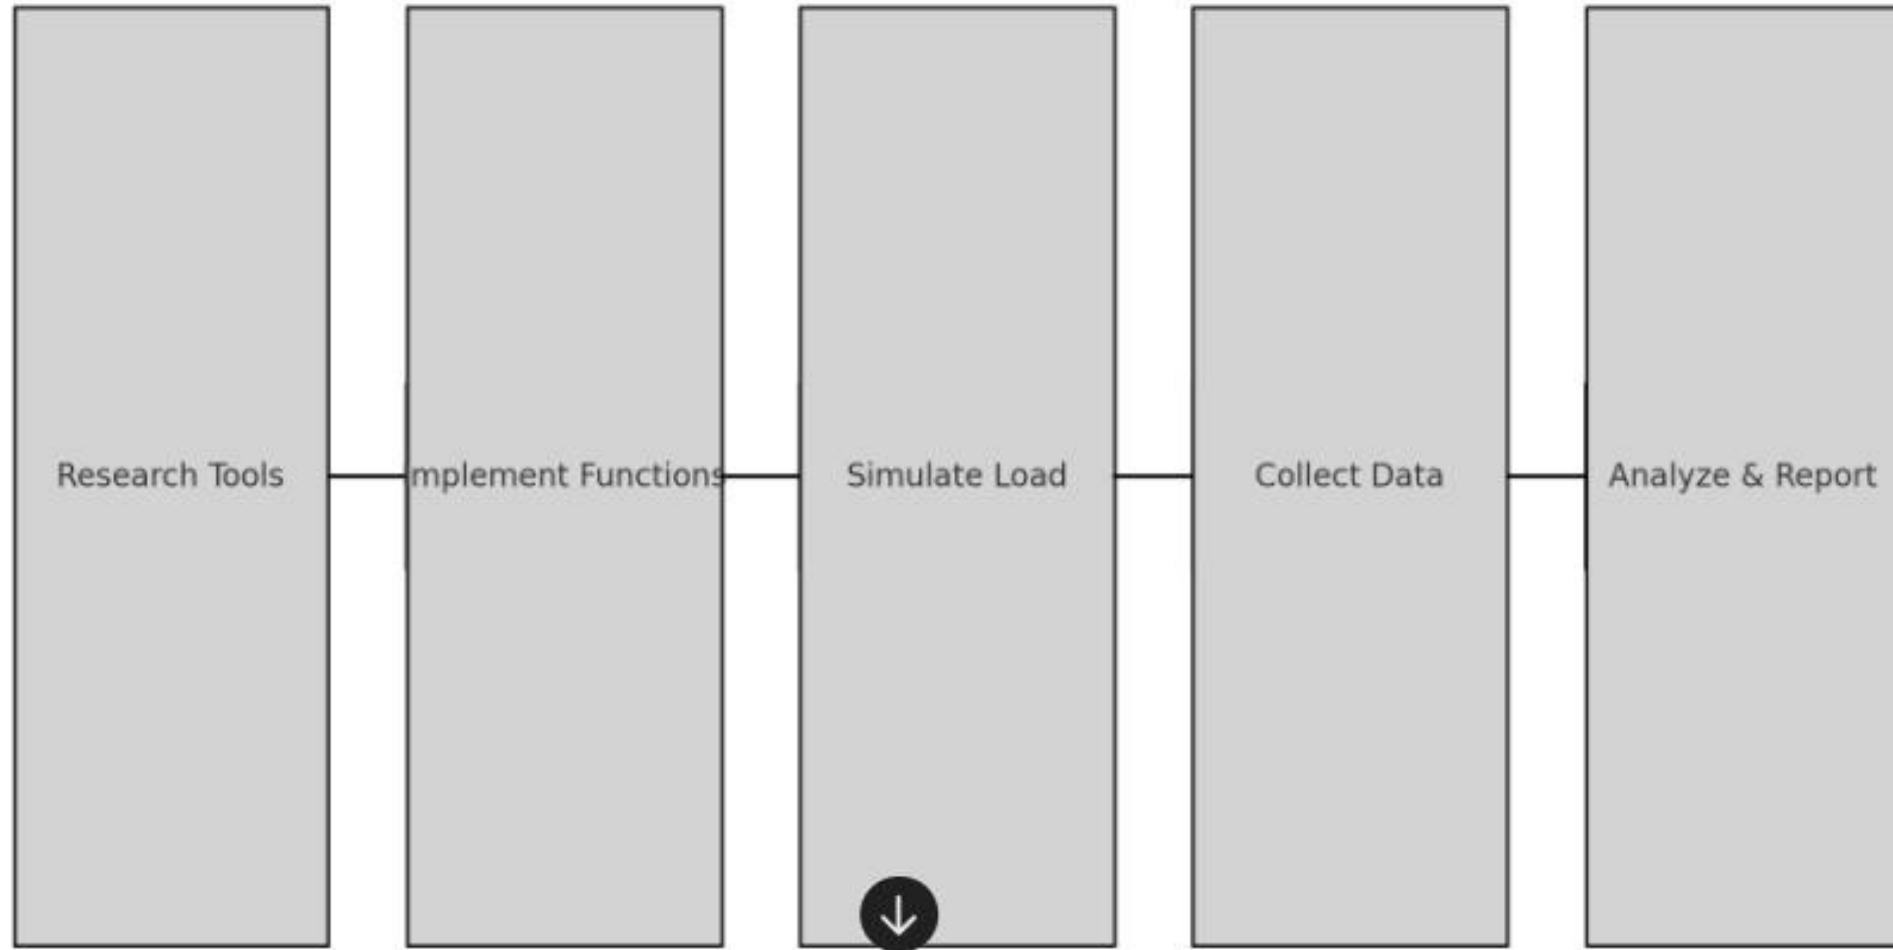 Research Tools
mplement Functions
Simulate Load
Collect Data
Analyze & Report